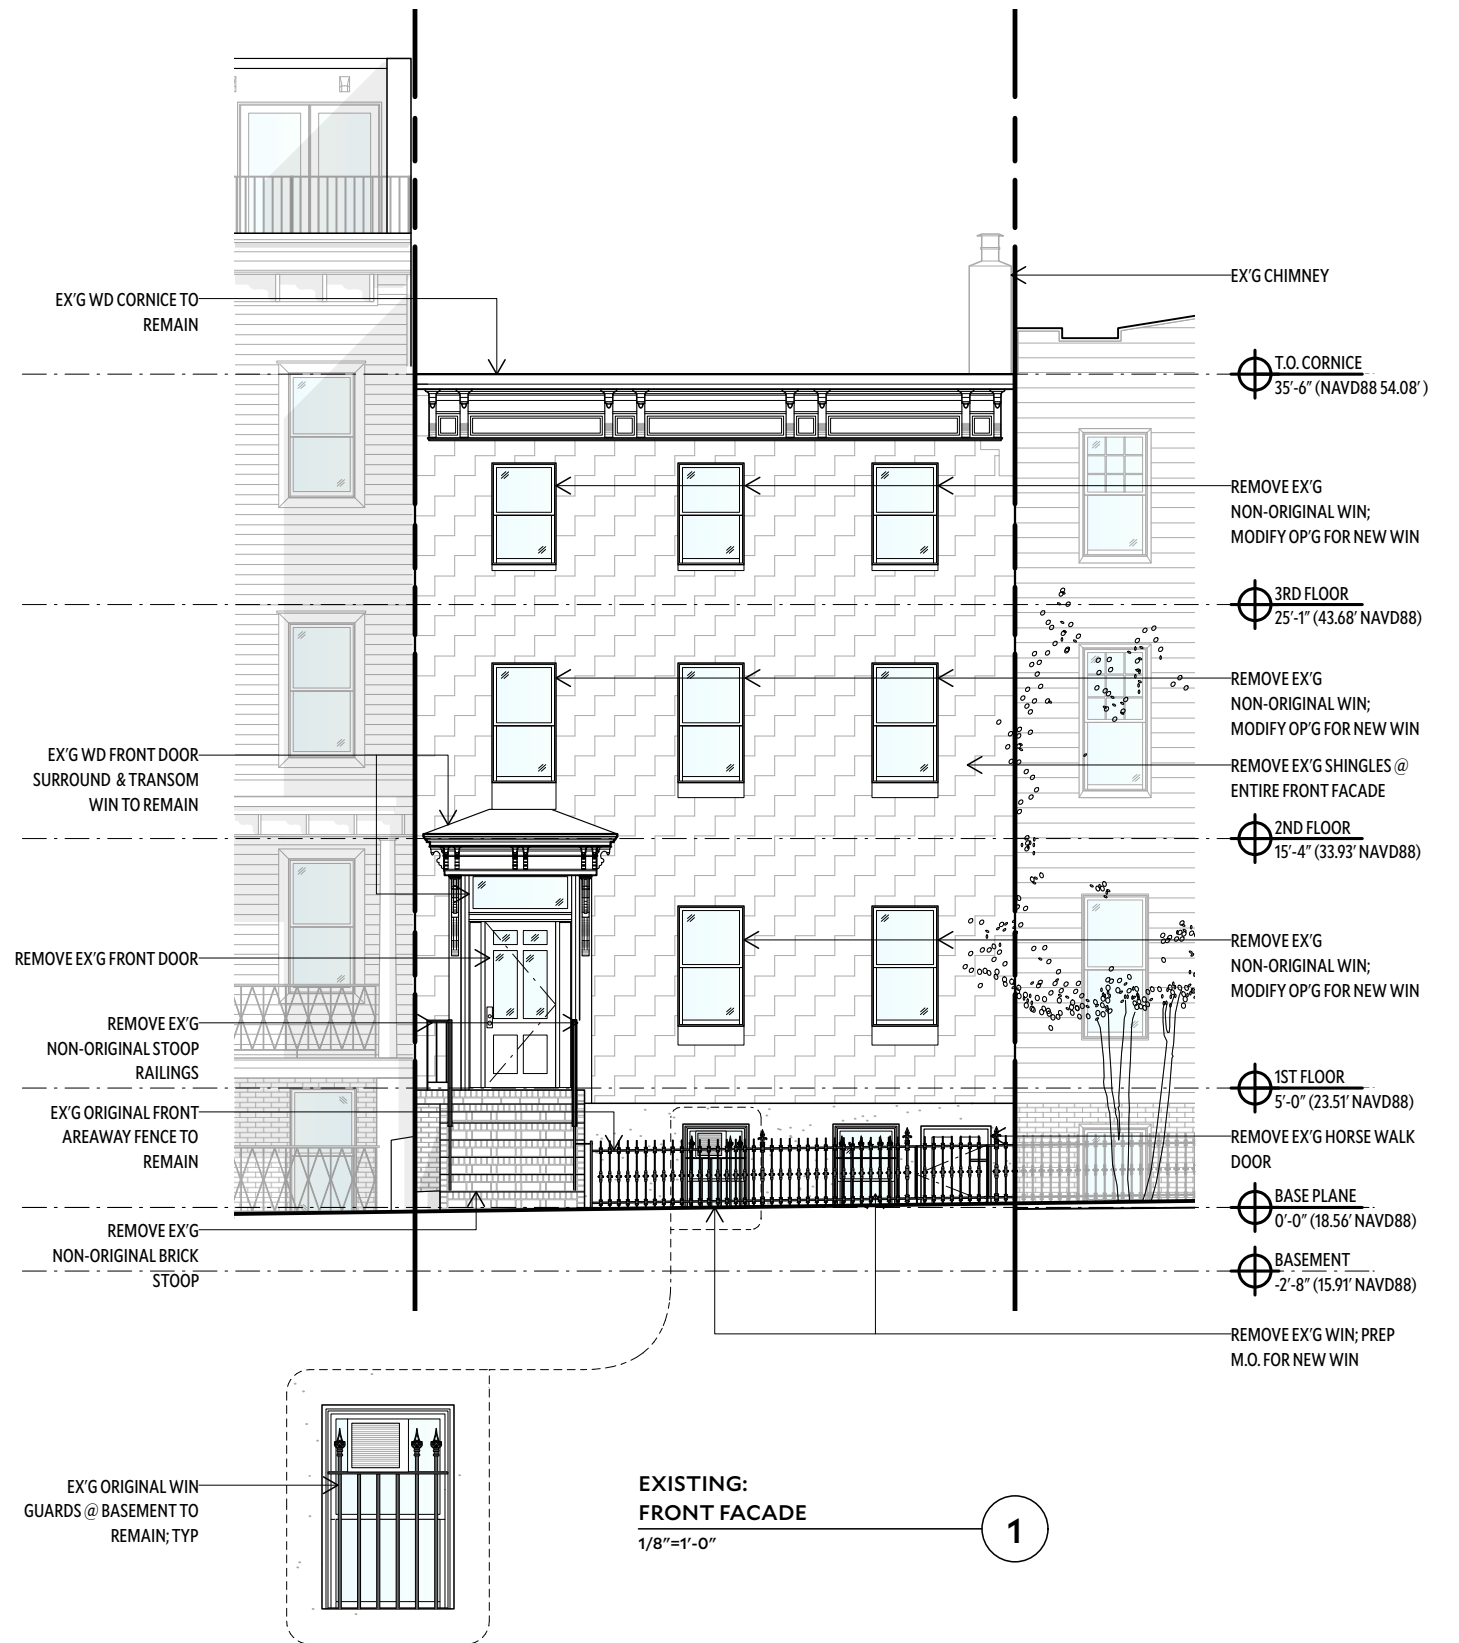 EX'G WD CORNICE TO
REMAIN
EX'G WD FRONT DOOR
SURROUND & TRANSOM
WIN TO REMAIN
REMOVE EX'G FRONT DOOR
REMOVE EX'G
NON-ORIGINAL STOOP
RAILINGS
EX'G ORIGINAL FRONT
AREAWAY FENCE TO
REMAIN
REMOVE EX'G
NON-ORIGINAL BRICK
STOOP
EX'G ORIGINAL WIN
GUARDS @ BASEMENT TO
REMAIN; TYP
EX'G CHIMNEY
T.O. CORNICE
35'-6" (NAVD88 54.08' )
REMOVE EX'G
NON-ORIGINAL WIN;
MODIFY OP'G FOR NEW WIN
3RD FLOOR
25'-1" (43.68' NAVD88)
REMOVE EX'G
NON-ORIGINAL WIN;
MODIFY OP'G FOR NEW WIN
REMOVE EX'G SHINGLES @
ENTIRE FRONT FACADE
2ND FLOOR
15'-4" (33.93' NAVD88)
REMOVE EX'G
NON-ORIGINAL WIN;
MODIFY OP'G FOR NEW WIN
1ST FLOOR
5'-0" (23.51' NAVD88)
REMOVE EX'G HORSE WALK
DOOR
BASE PLANE
0'-0" (18.56' NAVD88)
BASEMENT
-2'-8" (15.91' NAVD88)
REMOVE EX'G WIN; PREP
M.O. FOR NEW WIN
EXISTING:
FRONT FACADE
1/8"=1'-0"
1